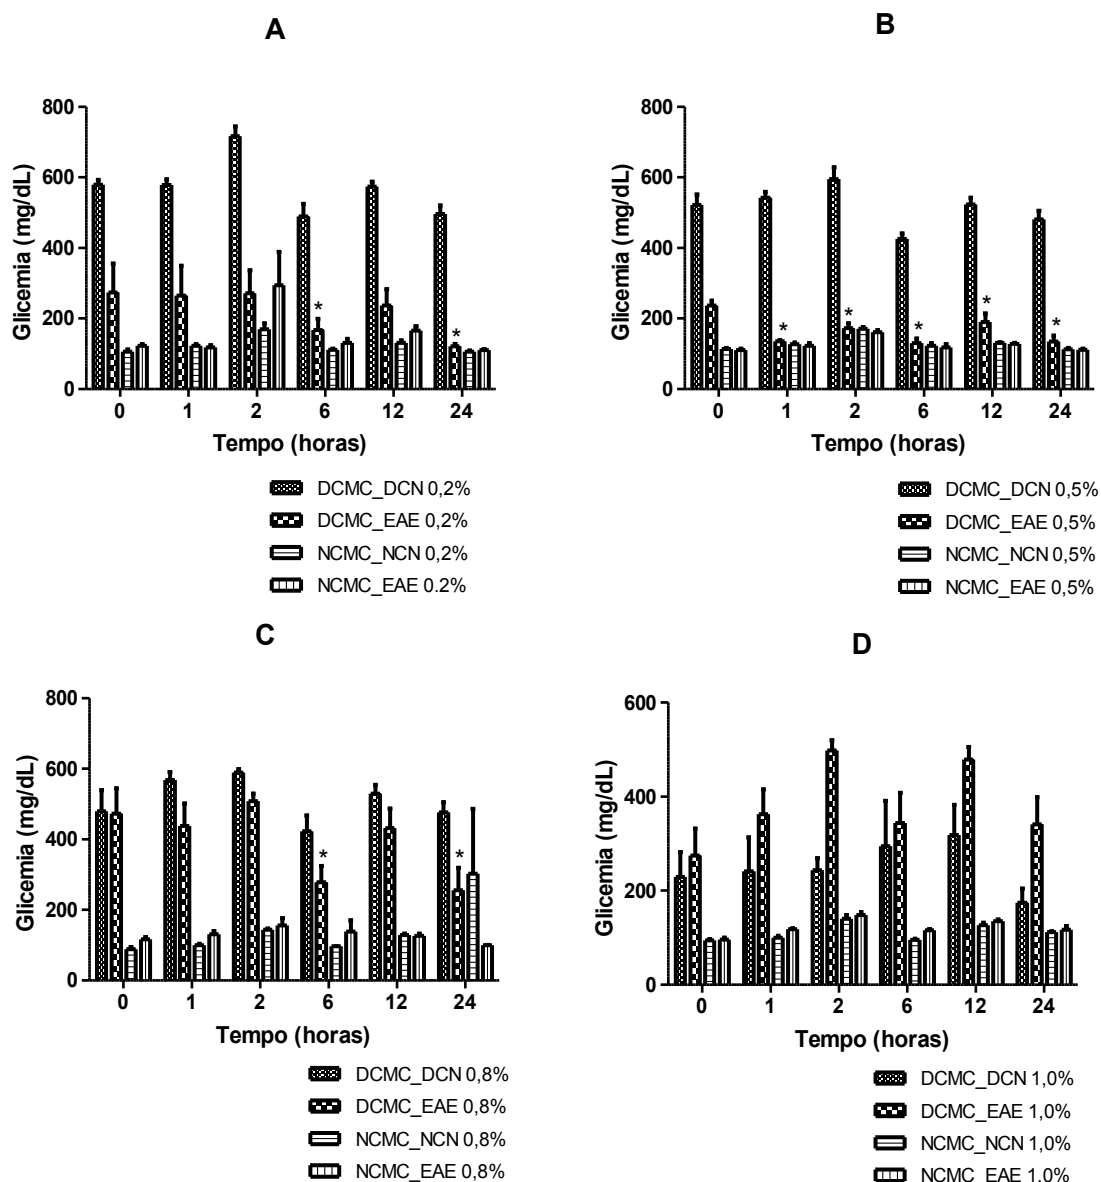 A
Glicemia (mg/dL)
800
600
400
200
0
* *
0 1 2 6 12 24
Tempo (horas)
DCMC_DCN 0,2%
DCMC_EAE 0,2%
NCMC_NCN 0,2%
NCMC_EAE 0.2%
B
Glicemia (mg/dL)
800
600
400
200
0
* * * * *
0 1 2 6 12 24
Tempo (horas)
DCMC_DCN 0,5%
DCMC_EAE 0,5%
NCMC_NCN 0,5%
NCMC_EAE 0,5%
C
Glicemia (mg/dL)
800
600
400
200
0
* *
0 1 2 6 12 24
Tempo (horas)
DCMC_DCN 0,8%
DCMC_EAE 0,8%
NCMC_NCN 0,8%
NCMC_EAE 0,8%
D
Glicemia (mg/dL)
600
400
200
0
0 1 2 6 12 24
Tempo (horas)
DCMC_DCN 1,0%
DCMC_EAE 1,0%
NCMC_NCN 1,0%
NCMC_EAE 1,0%